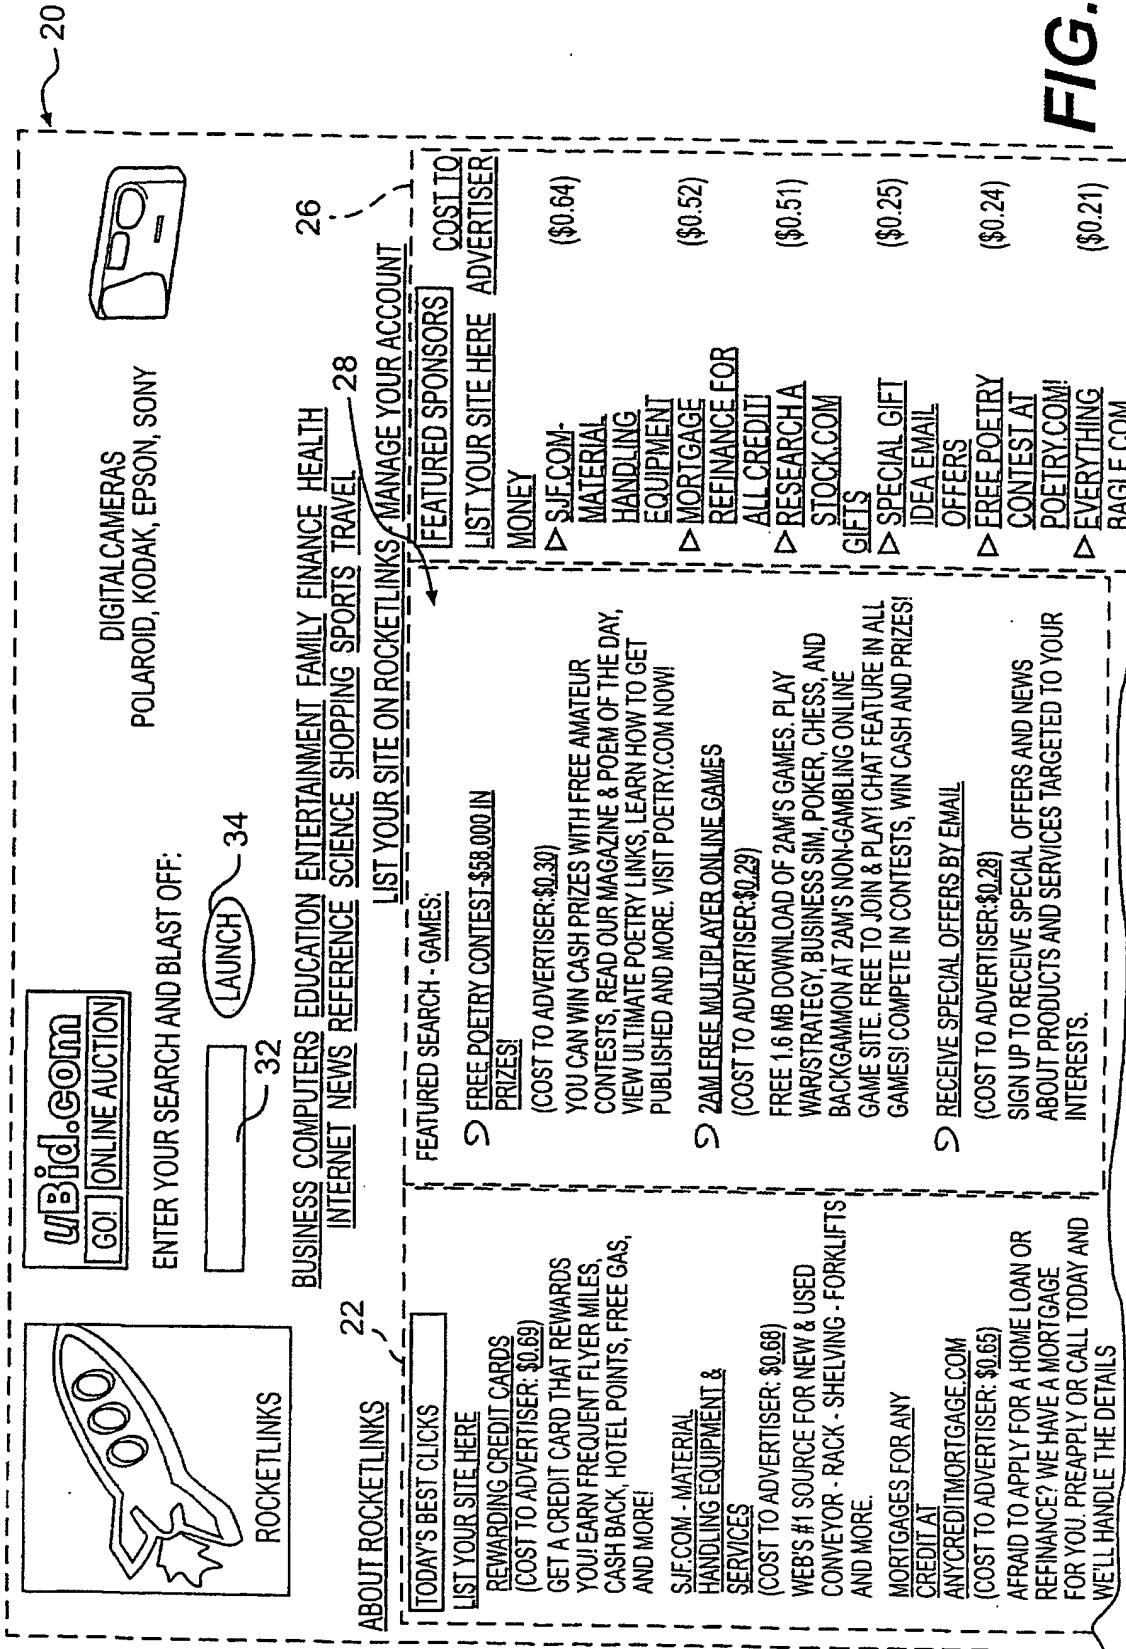 20
uBid.com
GO! ONLINE AUCTION
DIGITALCAMERAS
POLAROID, KODAK, EPSON, SONY
ENTER YOUR SEARCH AND BLAST OFF:
LAUNCH
34
32
ROCKETLINKS
BUSINESS COMPUTERS EDUCATION ENTERTAINMENT FAMILY FINANCE HEALTH
INTERNET NEWS REFERENCE SCIENCE SHOPPING SPORTS TRAVEL
ABOUT ROCKETLINKS
LIST YOUR SITE ON ROCKETLINKS - MANAGE YOUR ACCOUNT
22
28
26
TODAY'S BEST CLICKS
LIST YOUR SITE HERE
REWARDING CREDIT CARDS
(COST TO ADVERTISER: $0.69)
GET A CREDIT CARD THAT REWARDS
YOU! EARN FREQUENT FLYER MILES,
CASH BACK, HOTEL POINTS, FREE GAS,
AND MORE!
SJF.COM - MATERIAL
HANDLING EQUIPMENT &
SERVICES
(COST TO ADVERTISER: $0.68)
WEB'S #1 SOURCE FOR NEW & USED
CONVEYOR - RACK - SHELVING - FORKLIFTS
AND MORE.
MORTGAGES FOR ANY
CREDIT AT
ANYCREDITMORTGAGE.COM
(COST TO ADVERTISER: $0.65)
AFRAID TO APPLY FOR A HOME LOAN OR
REFINANCE? WE HAVE A MORTGAGE
FOR YOU. PREAPPLY OR CALL TODAY AND
WE'LL HANDLE THE DETAILS
FEATURED SEARCH - GAMES:
FREE POETRY CONTEST-$58,000 IN
PRIZES!
(COST TO ADVERTISER:$0.30)
YOU CAN WIN CASH PRIZES WITH FREE AMATEUR
CONTESTS, READ OUR MAGAZINE & POEM OF THE DAY,
VIEW ULTIMATE POETRY LINKS, LEARN HOW TO GET
PUBLISHED AND MORE. VISIT POETRY.COM NOW!
2AM FREE MULTIPLAYER ONLINE GAMES
(COST TO ADVERTISER:$0.29)
FREE 1.6 MB DOWNLOAD OF 2AM'S GAMES. PLAY
WAR/STRATEGY, BUSINESS SIM, POKER, CHESS, AND
BACKGAMMON AT 2AM'S NON-GAMBLING ONLINE
GAME SITE. FREE TO JOIN & PLAY! CHAT FEATURE IN ALL
GAMES! COMPETE IN CONTESTS, WIN CASH AND PRIZES!
RECEIVE SPECIAL OFFERS BY EMAIL
(COST TO ADVERTISER:$0.28)
SIGN UP TO RECEIVE SPECIAL OFFERS AND NEWS
ABOUT PRODUCTS AND SERVICES TARGETED TO YOUR
INTERESTS.
FEATURED SPONSORS COST TO
LIST YOUR SITE HERE ADVERTISER
MONEY
SJF.COM- ($0.64)
MATERIAL
HANDLING
EQUIPMENT
MORTGAGE ($0.52)
REFINANCE FOR
ALL CREDIT!
RESEARCH A ($0.51)
STOCK.COM
GIFTS
SPECIAL GIFT ($0.25)
IDEA EMAIL
OFFERS
FREE POETRY ($0.24)
CONTEST AT
POETRY.COM!
EVERYTHING ($0.21)
BAGLE.COM
FIG.